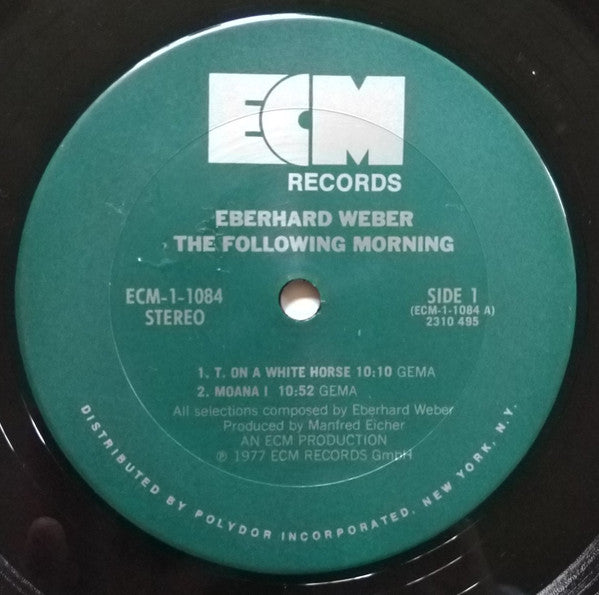 ECM
RECORDS
EBERHARD WEBER
THE FOLLOWING MORNING
ECM-1-1084
STEREO
SIDE 1
(ECM-1-1084 A)
2310 495
1. T. ON A WHITE HORSE 10:10 GEMA
2. MOANA I 10:52 GEMA
All selections composed by Eberhard Weber
Produced by Manfred Eicher
AN ECM PRODUCTION
℗ 1977 ECM RECORDS GmbH
DISTRIBUTED BY POLYDOR INCORPORATED, NEW YORK, N.Y.